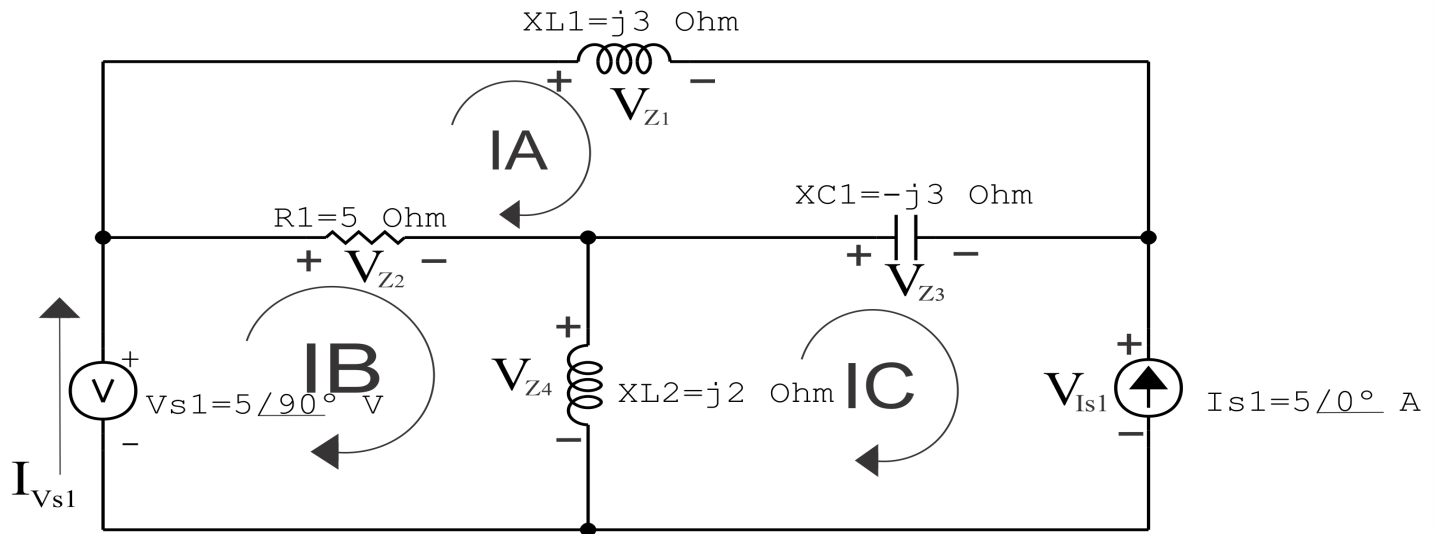 XL1=j3 Ohm
+ −
VZ1
IA
XC1=-j3 Ohm
R1=5 Ohm
+ −
VZ2
+ −
VZ3
IB
+
V
Vs1=5/90° V
−
+
VZ4
−
XL2=j2 Ohm
IC
+
VIs1
−
Is1=5/0° A
IVs1